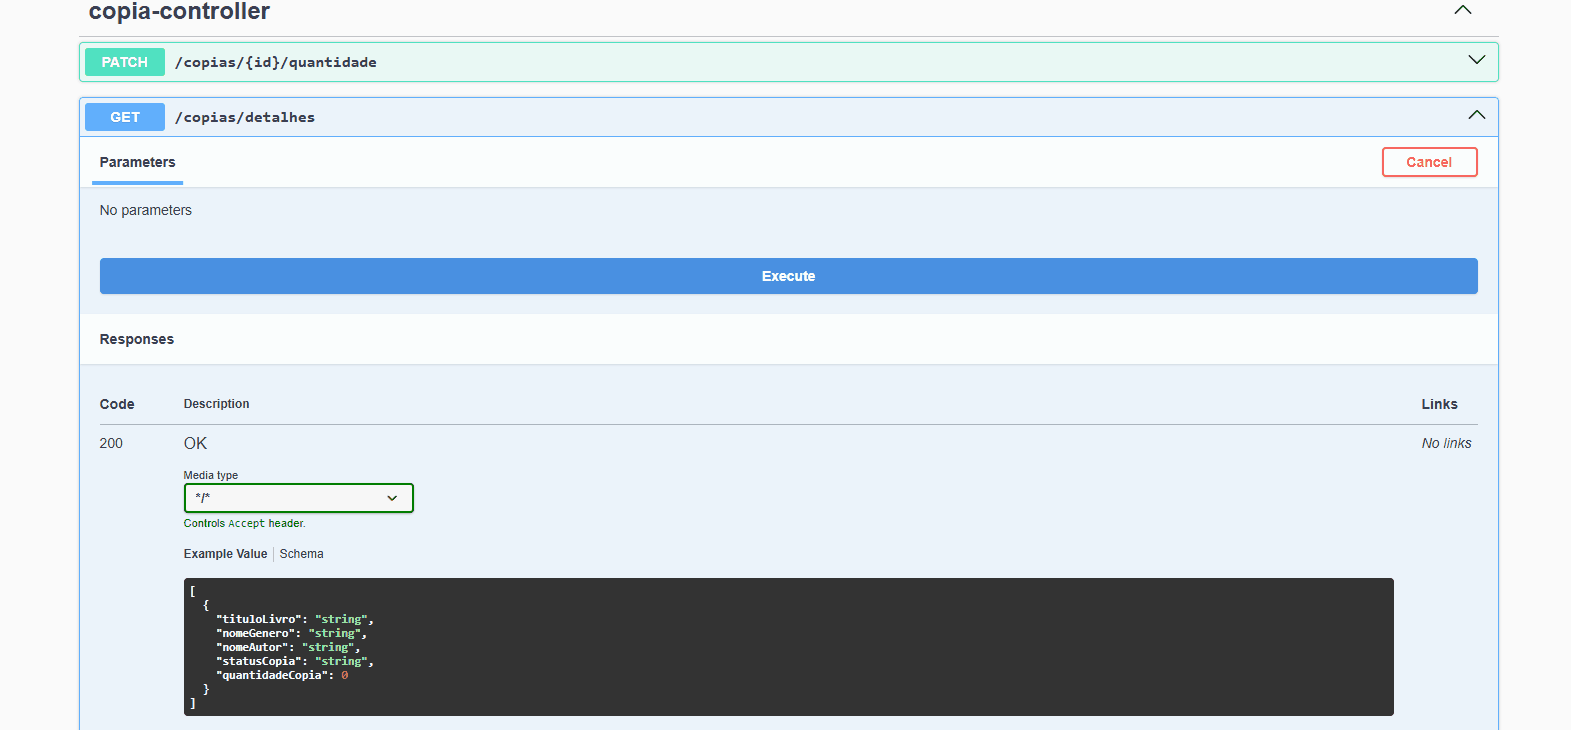 copia-controller
PATCH /copias/{id}/quantidade
GET /copias/detalhes
Parameters Cancel
No parameters
Execute
Responses
Code Description Links
200 OK No links
Media type
*/*
Controls Accept header.
Example Value Schema
[
  {
    "tituloLivro": "string",
    "nomeGenero": "string",
    "nomeAutor": "string",
    "statusCopia": "string",
    "quantidadeCopia": 0
  }
]